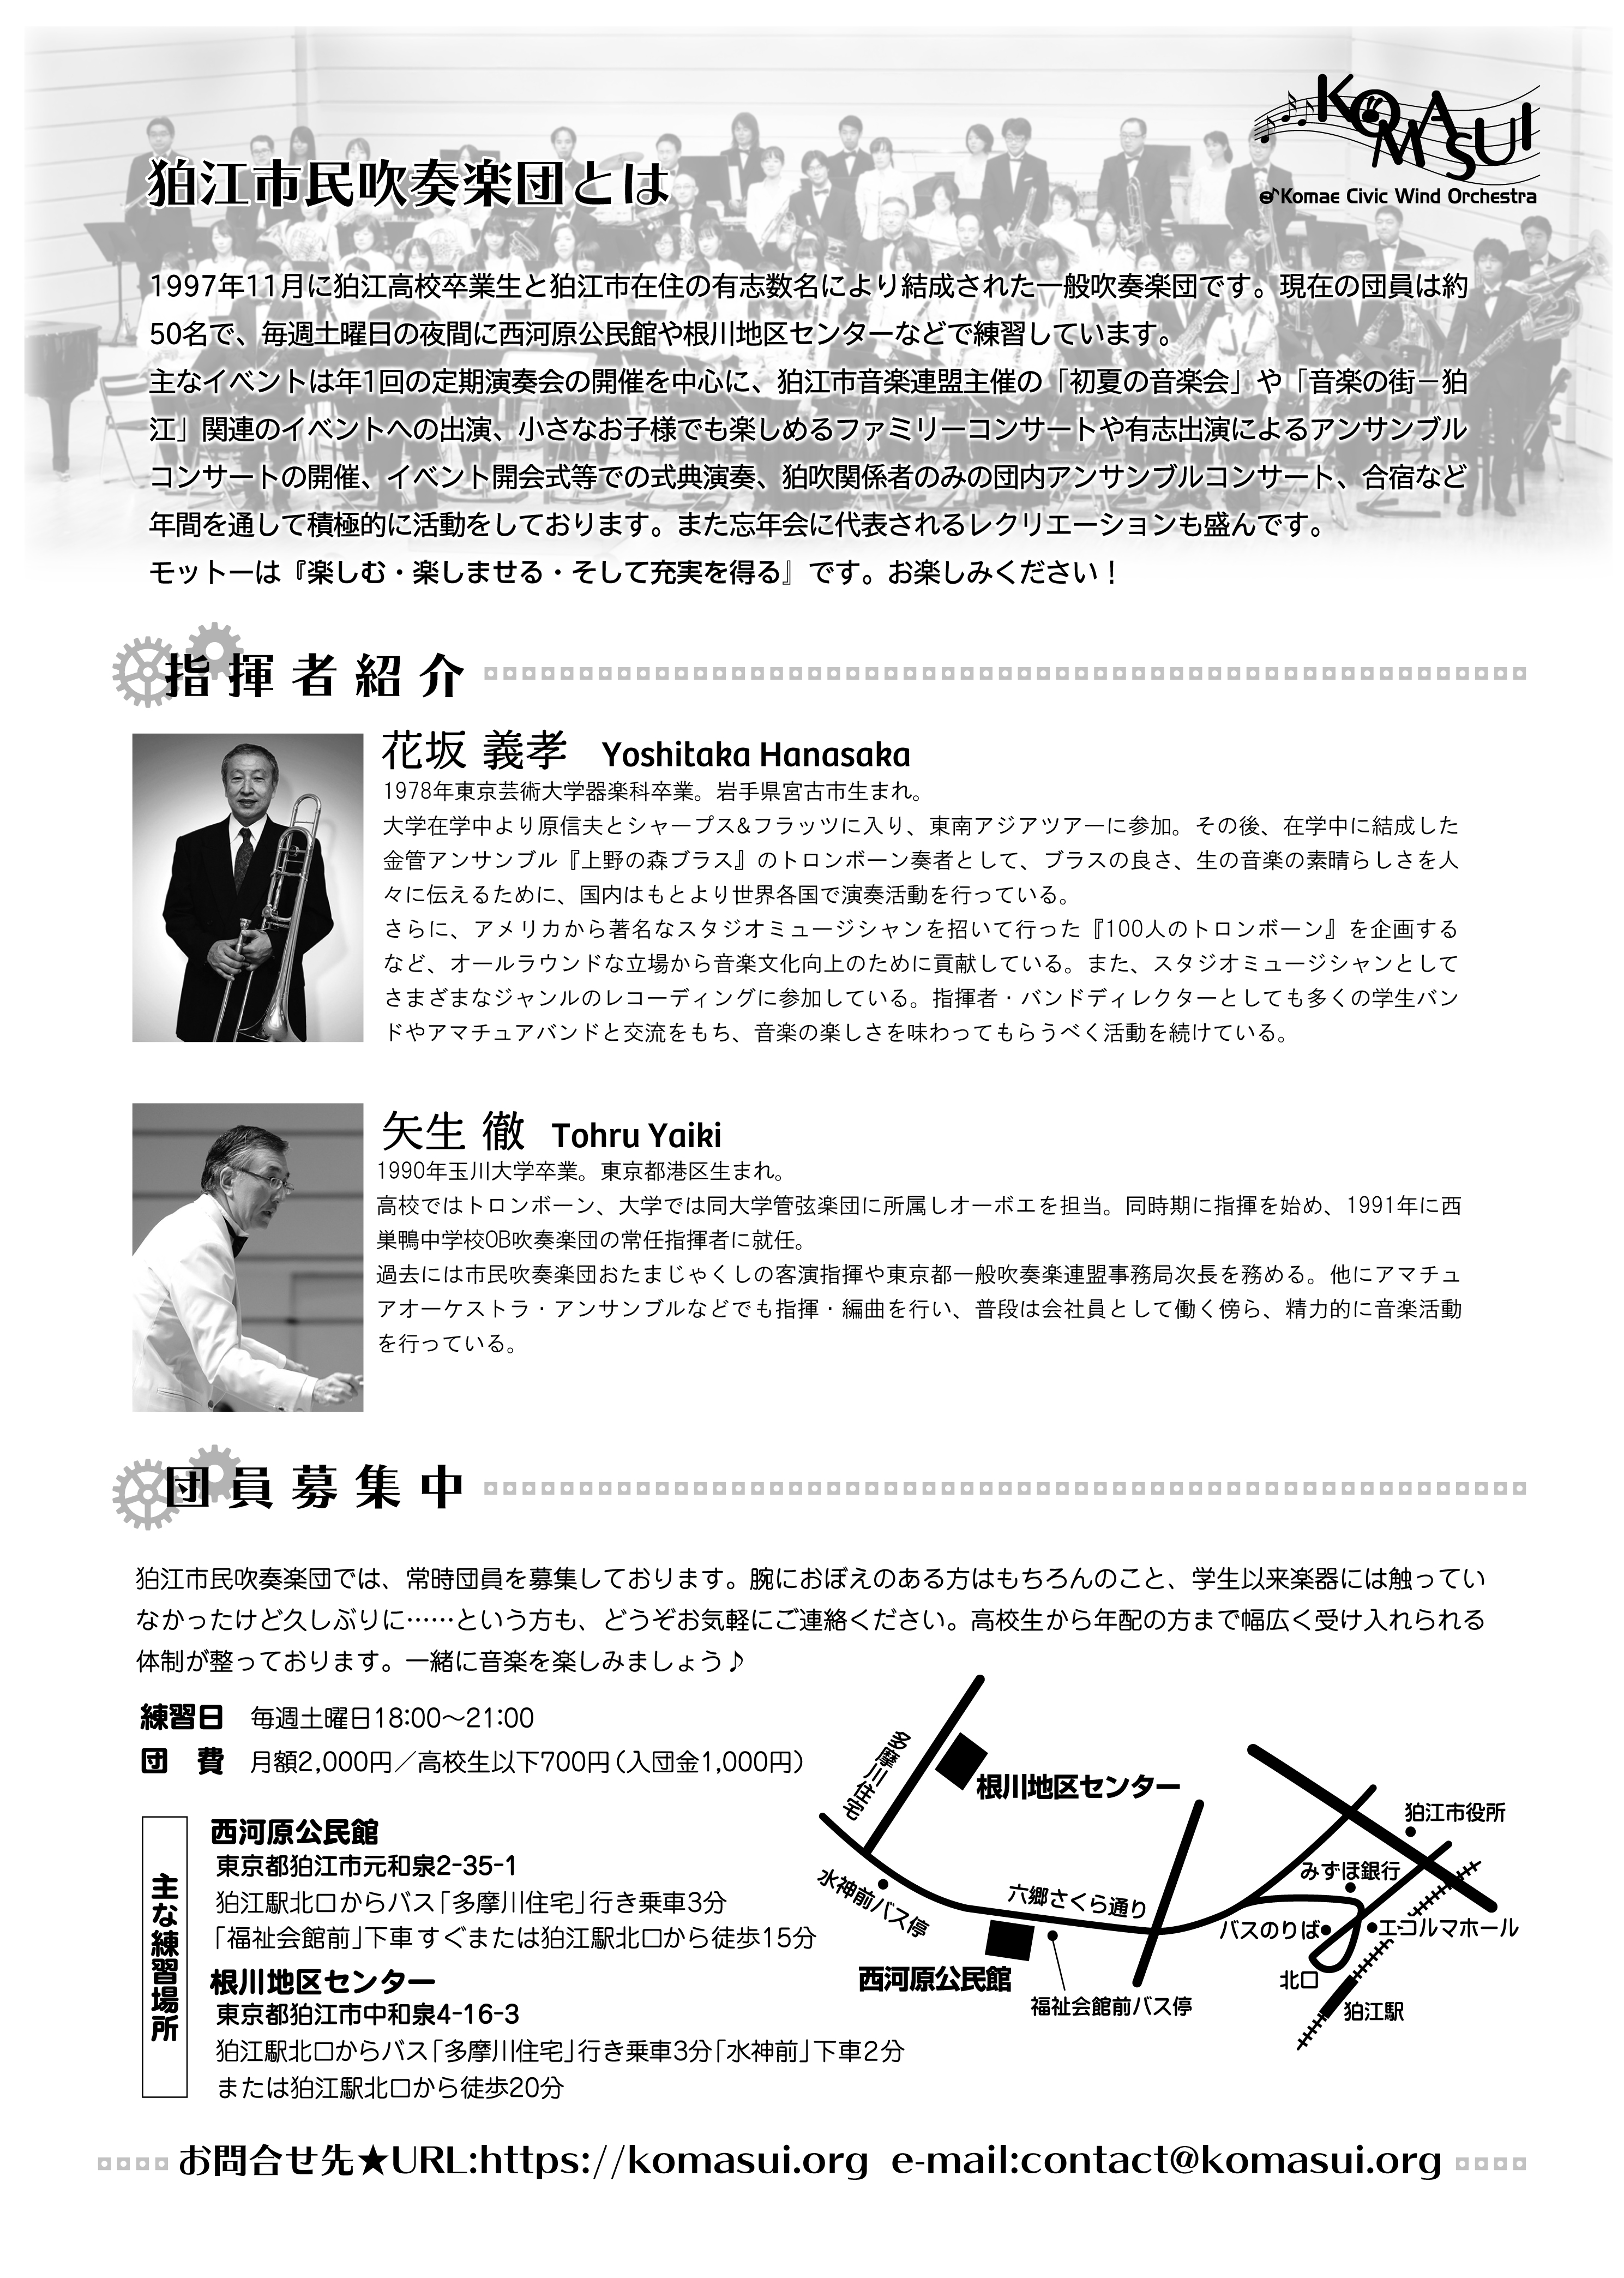 KOMASUI
Komae Civic Wind Orchestra
狛江市民吹奏楽団とは
1997年11月に狛江高校卒業生と狛江市在住の有志数名により結成された一般吹奏楽団です。現在の団員は約
50名で、毎週土曜日の夜間に西河原公民館や根川地区センターなどで練習しています。
主なイベントは年1回の定期演奏会の開催を中心に、狛江市音楽連盟主催の「初夏の音楽会」や「音楽の街－狛
江」関連のイベントへの出演、小さなお子様でも楽しめるファミリーコンサートや有志出演によるアンサンブル
コンサートの開催、イベント開会式等での式典演奏、狛吹関係者のみの団内アンサンブルコンサート、合宿など
年間を通して積極的に活動をしております。また忘年会に代表されるレクリエーションも盛んです。
モットーは『楽しむ・楽しませる・そして充実を得る』です。お楽しみください！
指揮者紹介
花坂 義孝 Yoshitaka Hanasaka
1978年東京芸術大学器楽科卒業。岩手県宮古市生まれ。
大学在学中より原信夫とシャープス&フラッツに入り、東南アジアツアーに参加。その後、在学中に結成した
金管アンサンブル『上野の森ブラス』のトロンボーン奏者として、ブラスの良さ、生の音楽の素晴らしさを人
々に伝えるために、国内はもとより世界各国で演奏活動を行っている。
さらに、アメリカから著名なスタジオミュージシャンを招いて行った『100人のトロンボーン』を企画する
など、オールラウンドな立場から音楽文化向上のために貢献している。また、スタジオミュージシャンとして
さまざまなジャンルのレコーディングに参加している。指揮者・バンドディレクターとしても多くの学生バン
ドやアマチュアバンドと交流をもち、音楽の楽しさを味わってもらうべく活動を続けている。
矢生 徹 Tohru Yaiki
1990年玉川大学卒業。東京都港区生まれ。
高校ではトロンボーン、大学では同大学管弦楽団に所属しオーボエを担当。同時期に指揮を始め、1991年に西
巣鴨中学校OB吹奏楽団の常任指揮者に就任。
過去には市民吹奏楽団おたまじゃくしの客演指揮や東京都一般吹奏楽連盟事務局次長を務める。他にアマチュ
アオーケストラ・アンサンブルなどでも指揮・編曲を行い、普段は会社員として働く傍ら、精力的に音楽活動
を行っている。
団員募集中
狛江市民吹奏楽団では、常時団員を募集しております。腕におぼえのある方はもちろんのこと、学生以来楽器には触ってい
なかったけど久しぶりに……という方も、どうぞお気軽にご連絡ください。高校生から年配の方まで幅広く受け入れられる
体制が整っております。一緒に音楽を楽しみましょう♪
練習日 毎週土曜日18:00～21:00
団 費 月額2,000円／高校生以下700円（入団金1,000円）
主な練習場所
西河原公民館
東京都狛江市元和泉2-35-1
狛江駅北口からバス「多摩川住宅」行き乗車3分
「福祉会館前」下車すぐまたは狛江駅北口から徒歩15分
根川地区センター
東京都狛江市中和泉4-16-3
狛江駅北口からバス「多摩川住宅」行き乗車3分「水神前」下車2分
または狛江駅北口から徒歩20分
多摩川住宅
根川地区センター
水神前バス停
六郷さくら通り
西河原公民館
福祉会館前バス停
狛江市役所
みずほ銀行
バスのりば
エコルマホール
北口
狛江駅
お問合せ先★URL:https://komasui.org e-mail:contact@komasui.org